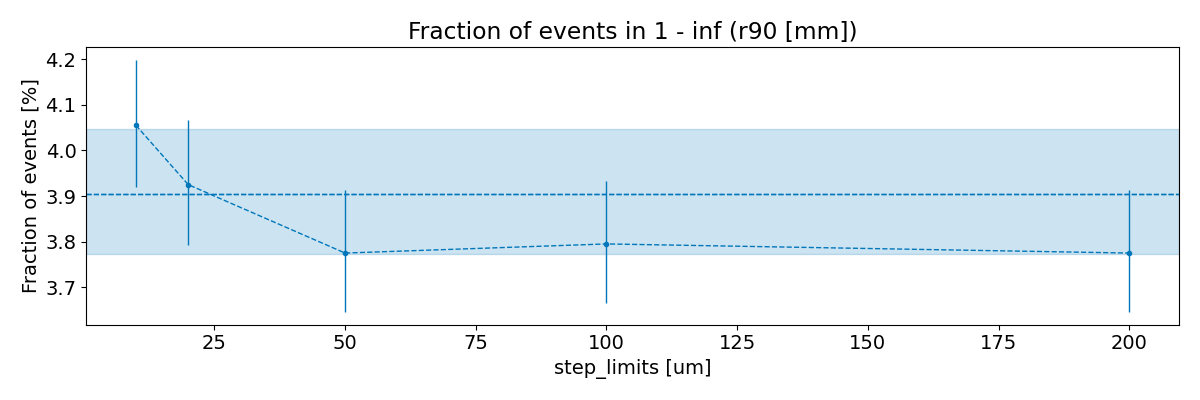 Fraction of events in 1 - inf (r90 [mm])
Fraction of events [%]
4.2
4.1
4.0
3.9
3.8
3.7
25 50 75 100 125 150 175 200
step_limits [um]